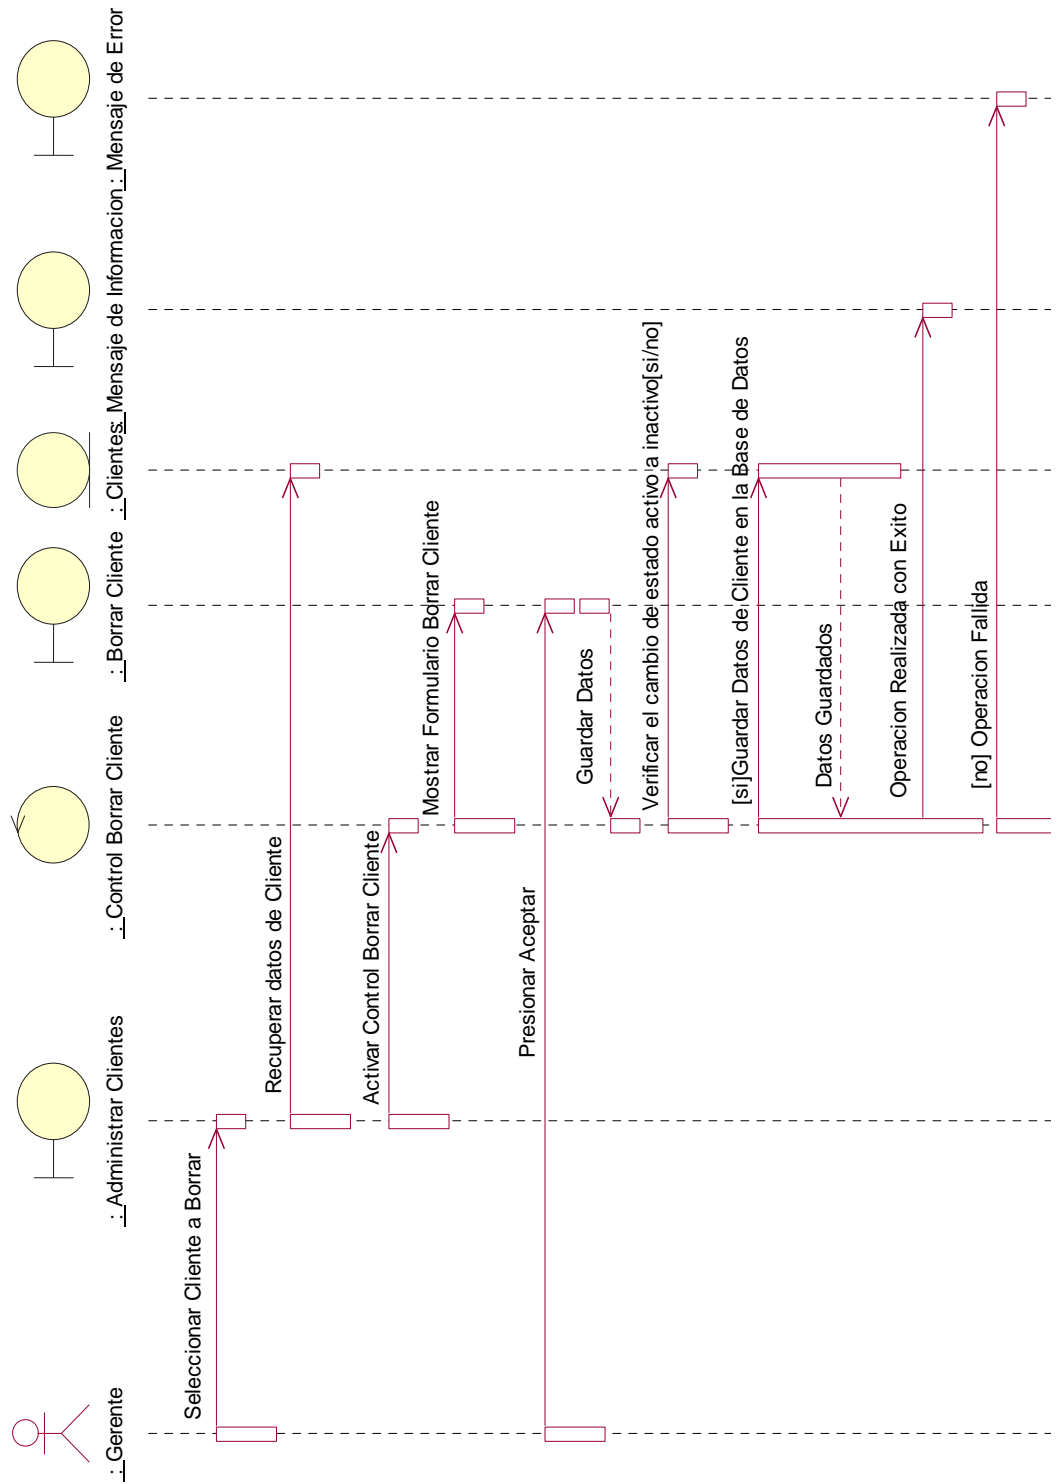 : Gerente
: Administrar Clientes
: Control Borrar Cliente
: Borrar Cliente
: Clientes
: Mensaje de Informacion
: Mensaje de Error
Seleccionar Cliente a Borrar
Recuperar datos de Cliente
Activar Control Borrar Cliente
Mostrar Formulario Borrar Cliente
Presionar Aceptar
Guardar Datos
Verificar el cambio de estado activo a inactivo[si/no]
[si]Guardar Datos de Cliente en la Base de Datos
Datos Guardados
Operacion Realizada con Exito
[no] Operacion Fallida